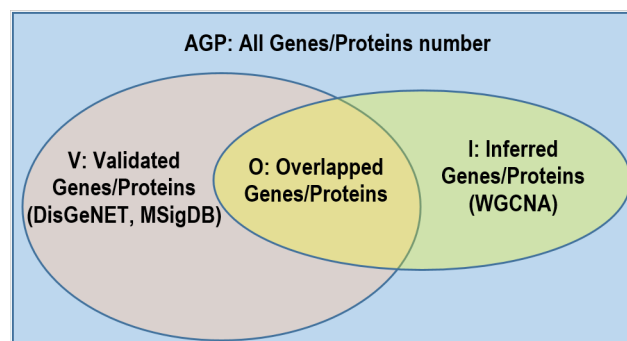 AGP: All Genes/Proteins number
V: Validated
Genes/Proteins
(DisGeNET, MSigDB)
O: Overlapped
Genes/Proteins
I: Inferred
Genes/Proteins
(WGCNA)